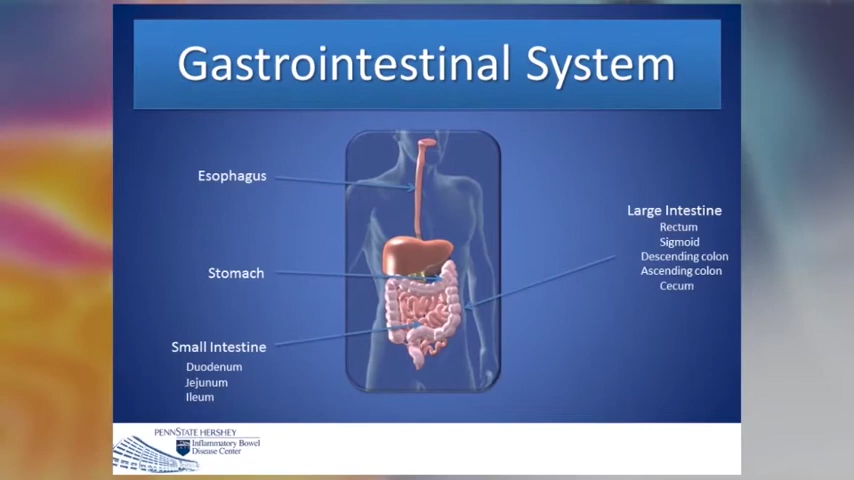 Gastrointestinal System
Esophagus
Stomach
Small Intestine
Duodenum
Jejunum
Ileum
Large Intestine
Rectum
Sigmoid
Descending colon
Ascending colon
Cecum
PENNSTATE HERSHEY
Inflammatory Bowel
Disease Center